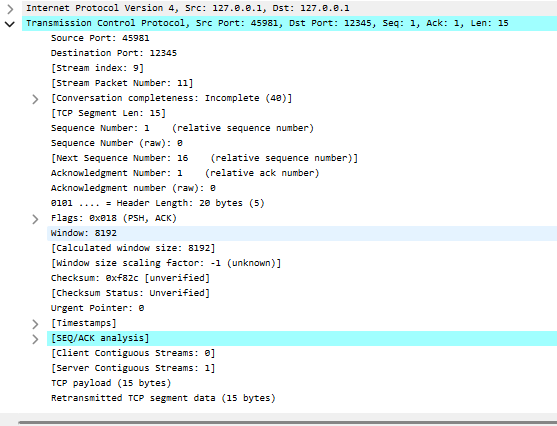 Internet Protocol Version 4, Src: 127.0.0.1, Dst: 127.0.0.1
Transmission Control Protocol, Src Port: 45981, Dst Port: 12345, Seq: 1, Ack: 1, Len: 15
Source Port: 45981
Destination Port: 12345
[Stream index: 9]
[Stream Packet Number: 11]
[Conversation completeness: Incomplete (40)]
[TCP Segment Len: 15]
Sequence Number: 1    (relative sequence number)
Sequence Number (raw): 0
[Next Sequence Number: 16    (relative sequence number)]
Acknowledgment Number: 1    (relative ack number)
Acknowledgment number (raw): 0
0101 .... = Header Length: 20 bytes (5)
Flags: 0x018 (PSH, ACK)
Window: 8192
[Calculated window size: 8192]
[Window size scaling factor: -1 (unknown)]
Checksum: 0xf82c [unverified]
[Checksum Status: Unverified]
Urgent Pointer: 0
[Timestamps]
[SEQ/ACK analysis]
[Client Contiguous Streams: 0]
[Server Contiguous Streams: 1]
TCP payload (15 bytes)
Retransmitted TCP segment data (15 bytes)